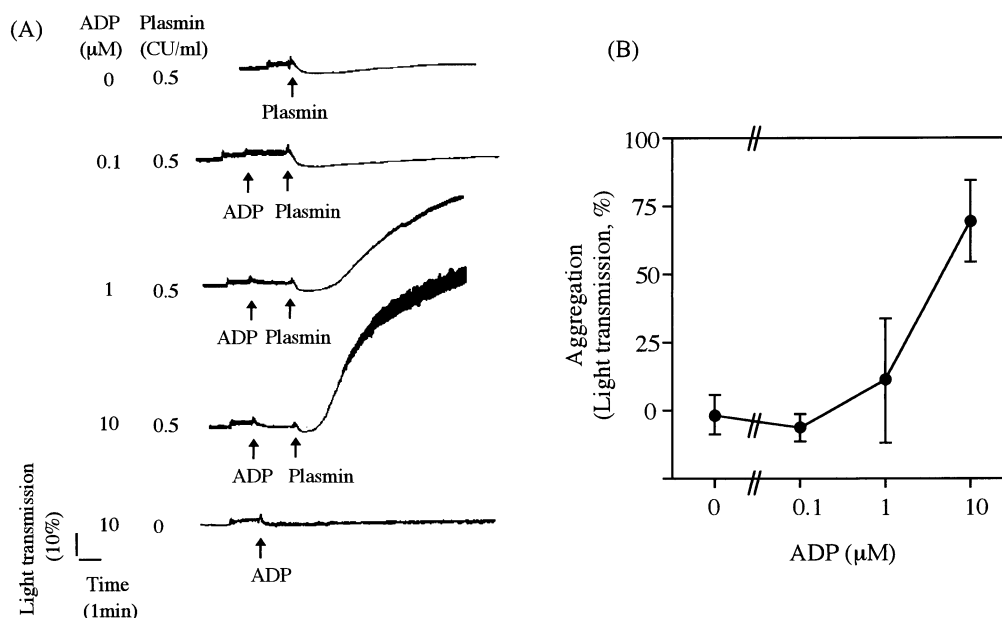 (A)
ADP Plasmin
(μM) (CU/ml)
0 0.5
Plasmin
0.1 0.5
ADP Plasmin
1 0.5
ADP Plasmin
10 0.5
ADP Plasmin
10 0
ADP
Light transmission
(10%)
Time
(1min)
(B)
Aggregation
(Light transmission, %)
100
75
50
25
0
0 0.1 1 10
ADP (μM)